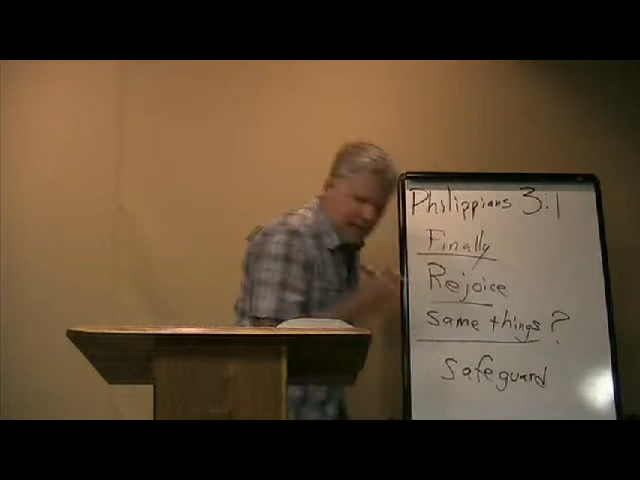 Philippians 3:1
Finally
Rejoice
same things?
safeguard